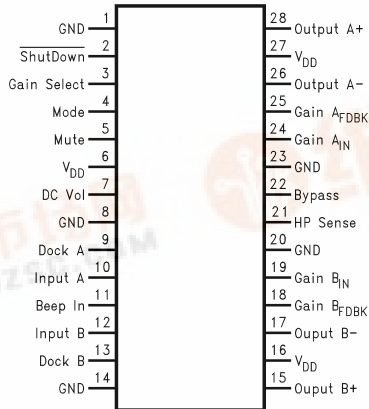 1
GND
2
ShutDown
3
Gain Select
4
Mode
5
Mute
6
VDD
7
DC Vol
8
GND
9
Dock A
10
Input A
11
Beep In
12
Input B
13
Dock B
14
GND
28
Output A+
27
VDD
26
Output A-
25
Gain AFDBK
24
Gain AIN
23
GND
22
Bypass
21
HP Sense
20
GND
19
Gain BIN
18
Gain BFDBK
17
Ouput B-
16
VDD
15
Ouput B+